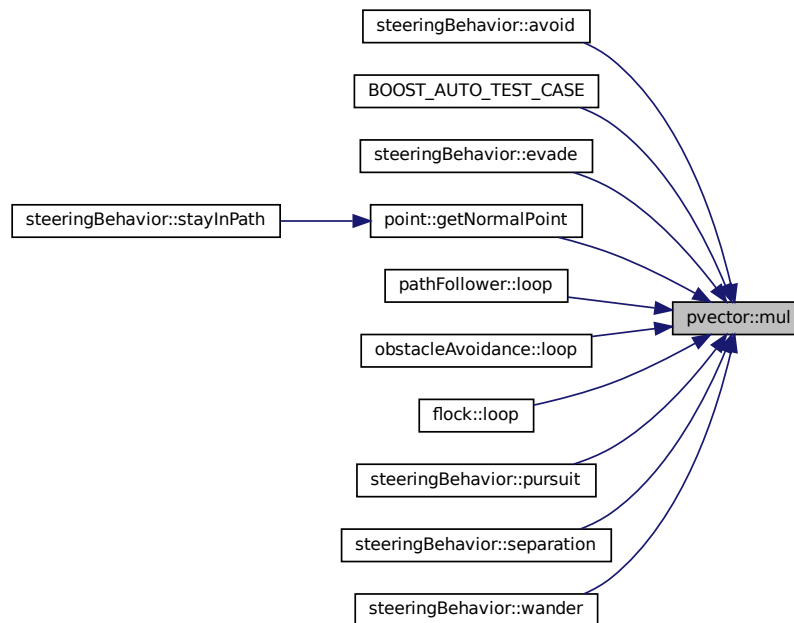 steeringBehavior::avoid
BOOST_AUTO_TEST_CASE
steeringBehavior::evade
steeringBehavior::stayInPath
point::getNormalPoint
pathFollower::loop
pvector::mul
obstacleAvoidance::loop
flock::loop
steeringBehavior::pursuit
steeringBehavior::separation
steeringBehavior::wander